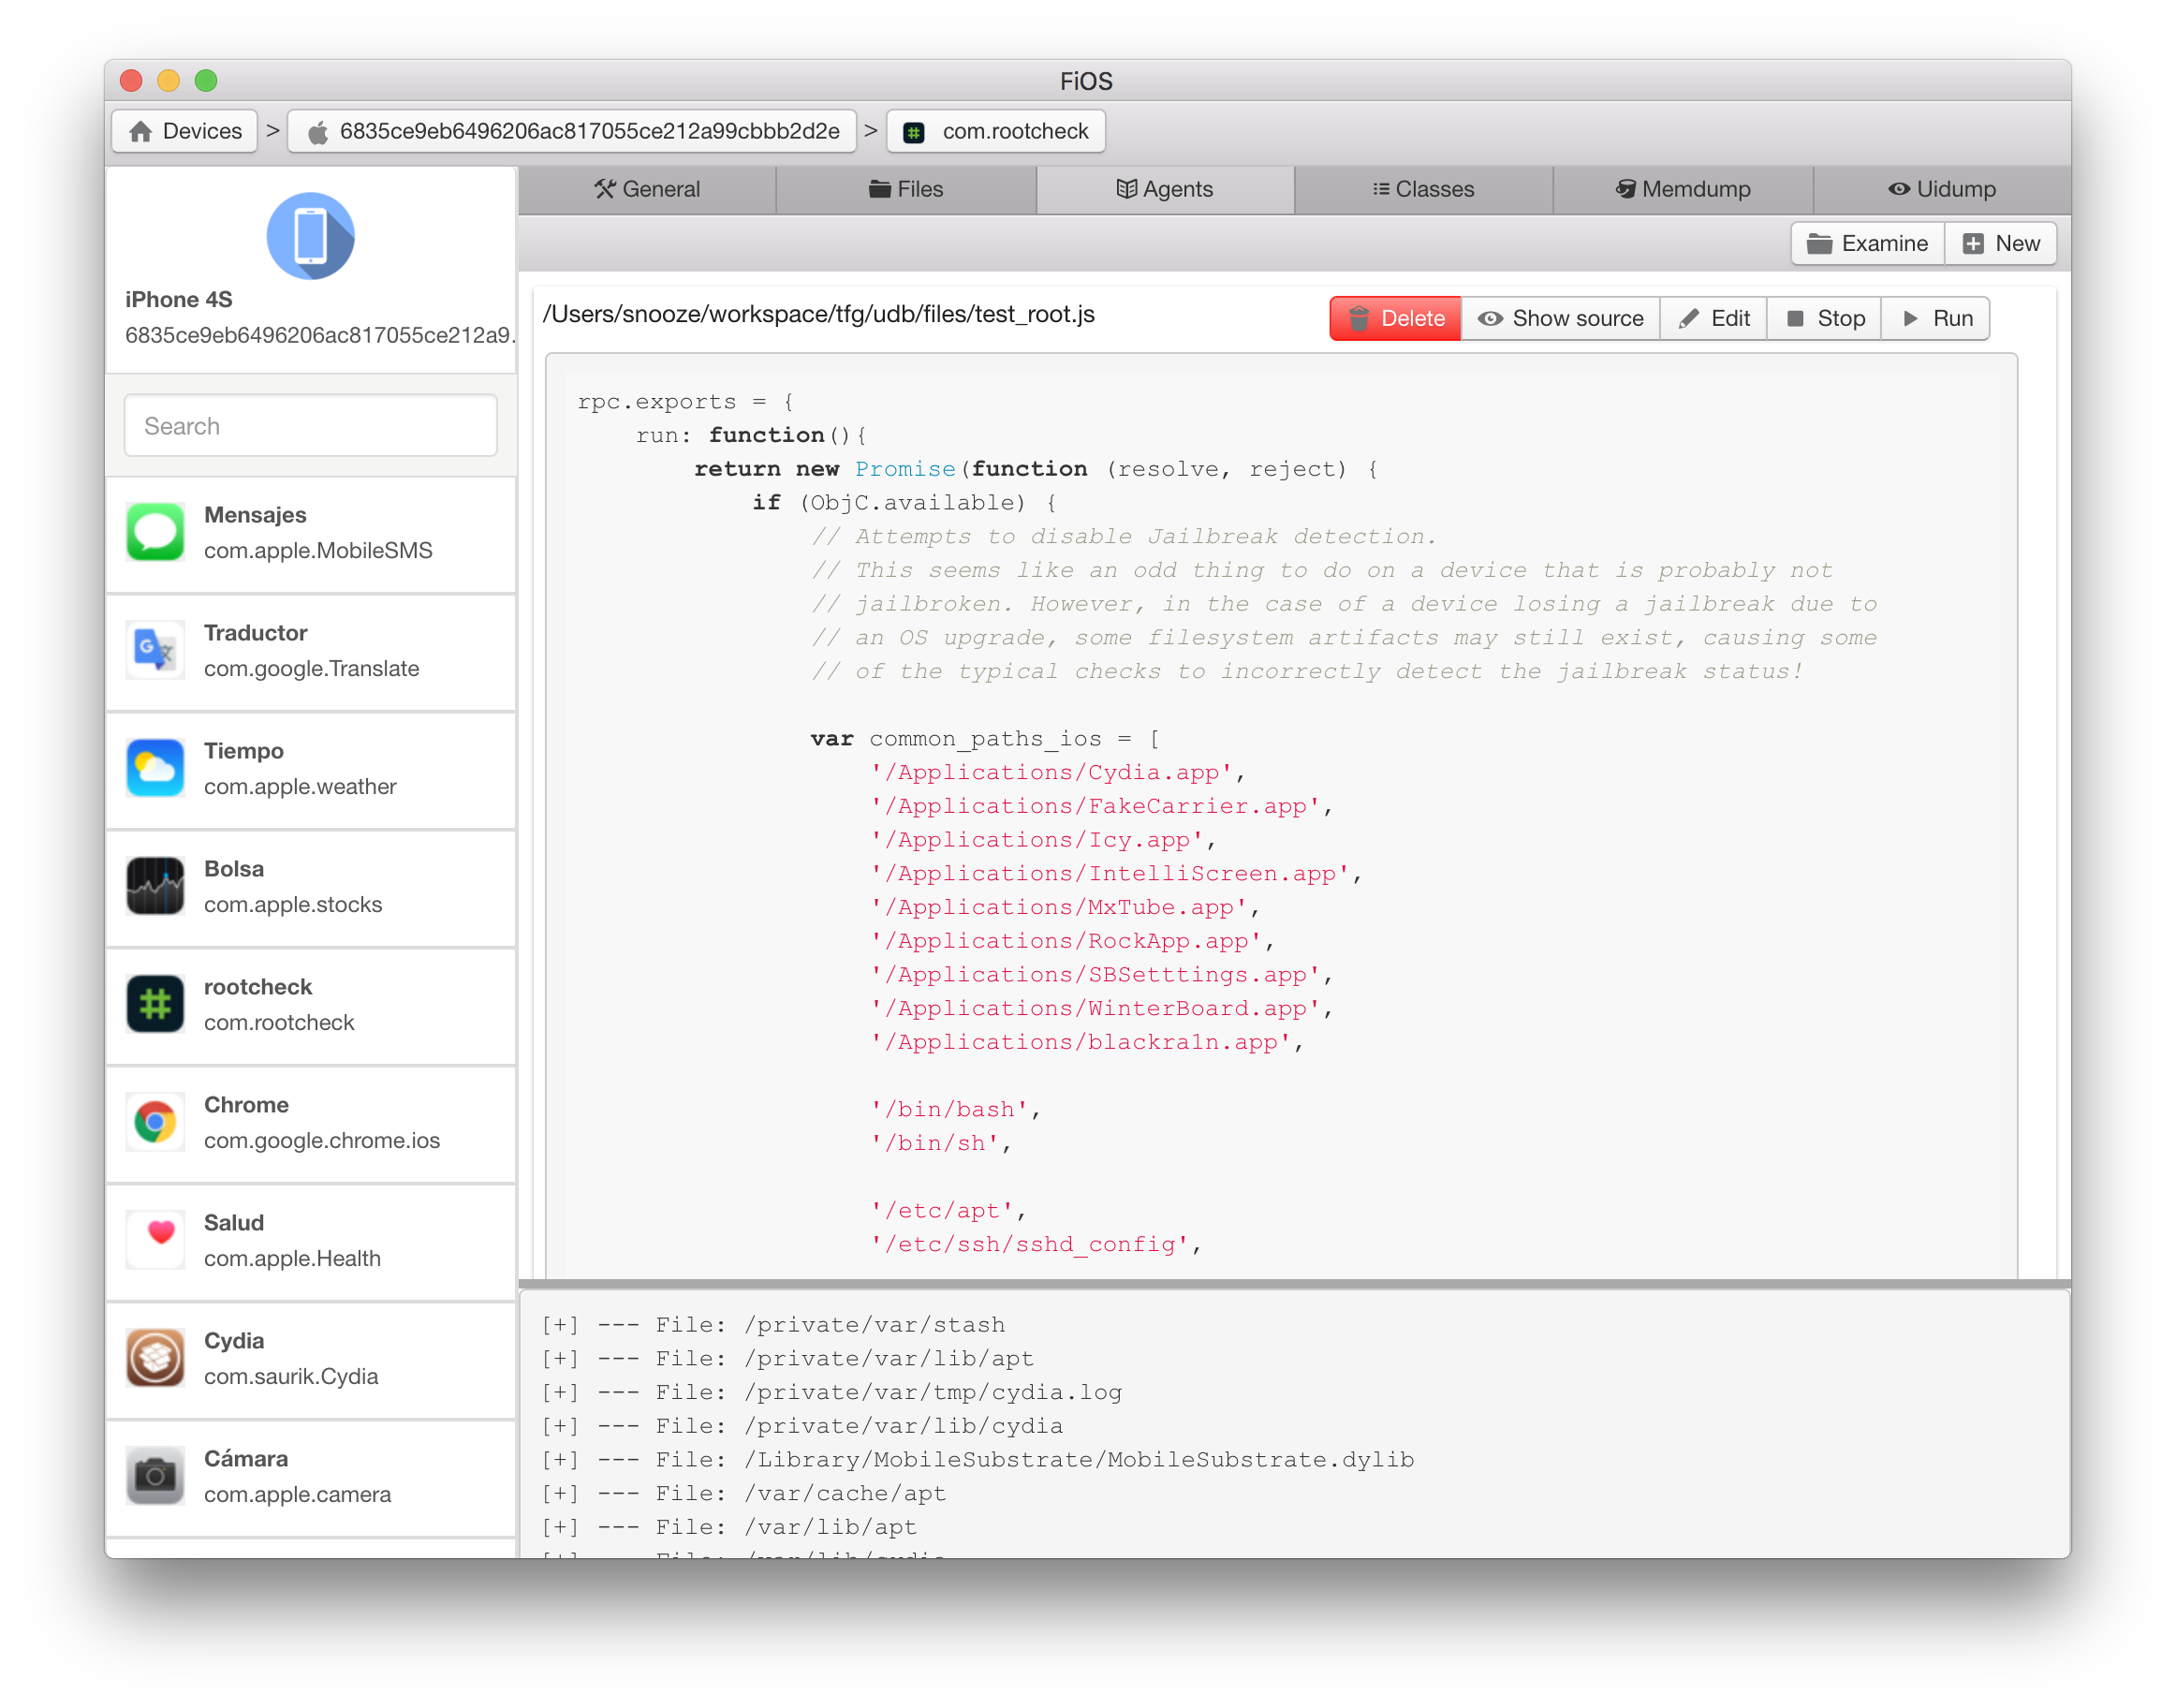 FiOS
Devices > 6835ce9eb6496206ac817055ce212a99cbbb2d2e > com.rootcheck
iPhone 4S
6835ce9eb6496206ac817055ce212a9.
Search
Mensajes
com.apple.MobileSMS
Traductor
com.google.Translate
Tiempo
com.apple.weather
Bolsa
com.apple.stocks
rootcheck
com.rootcheck
Chrome
com.google.chrome.ios
Salud
com.apple.Health
Cydia
com.saurik.Cydia
Cámara
com.apple.camera
General Files Agents Classes Memdump Uidump
Examine New
/Users/snooze/workspace/tfg/udb/files/test_root.js
Delete Show source Edit Stop Run
rpc.exports = {
run: function(){
return new Promise(function (resolve, reject) {
if (ObjC.available) {
// Attempts to disable Jailbreak detection.
// This seems like an odd thing to do on a device that is probably not
// jailbroken. However, in the case of a device losing a jailbreak due to
// an OS upgrade, some filesystem artifacts may still exist, causing some
// of the typical checks to incorrectly detect the jailbreak status!
var common_paths_ios = [
'/Applications/Cydia.app',
'/Applications/FakeCarrier.app',
'/Applications/Icy.app',
'/Applications/IntelliScreen.app',
'/Applications/MxTube.app',
'/Applications/RockApp.app',
'/Applications/SBSetttings.app',
'/Applications/WinterBoard.app',
'/Applications/blackra1n.app',
'/bin/bash',
'/bin/sh',
'/etc/apt',
'/etc/ssh/sshd_config',
[+] --- File: /private/var/stash
[+] --- File: /private/var/lib/apt
[+] --- File: /private/var/tmp/cydia.log
[+] --- File: /private/var/lib/cydia
[+] --- File: /Library/MobileSubstrate/MobileSubstrate.dylib
[+] --- File: /var/cache/apt
[+] --- File: /var/lib/apt